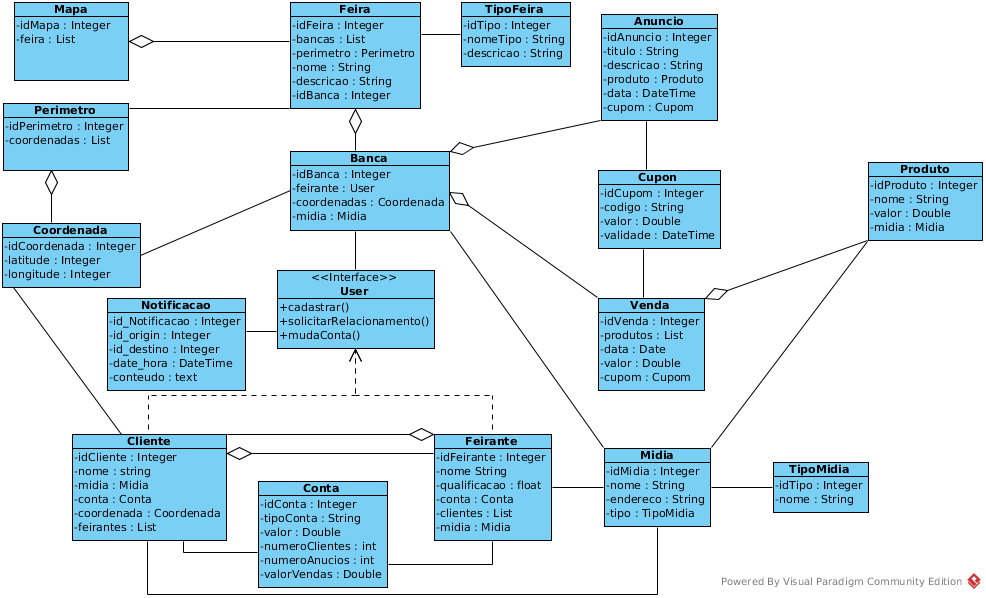 Mapa
-idMapa : Integer
-feira : List
Feira
-idFeira : Integer
-bancas : List
-perimetro : Perimetro
-nome : String
-descricao : String
-idBanca : Integer
TipoFeira
-idTipo : Integer
-nomeTipo : String
-descricao : String
Anuncio
-idAnuncio : Integer
-titulo : String
-descricao : String
-produto : Produto
-data : DateTime
-cupom : Cupom
Perimetro
-idPerimetro : Integer
-coordenadas : List
Banca
-idBanca : Integer
-feirante : User
-coordenadas : Coordenada
-midia : Midia
Cupon
-idCupom : Integer
-codigo : String
-valor : Double
-validade : DateTime
Produto
-idProduto : Integer
-nome : String
-valor : Double
-midia : Midia
Coordenada
-idCoordenada : Integer
-latitude : Integer
-longitude : Integer
<<Interface>>
User
+cadastrar()
+solicitarRelacionamento()
+mudaConta()
Notificacao
-id_Notificacao : Integer
-id_origin : Integer
-id_destino : Integer
-date_hora : DateTime
-conteudo : text
Venda
-idVenda : Integer
-produtos : List
-data : Date
-valor : Double
-cupom : Cupom
Cliente
-idCliente : Integer
-nome : string
-midia : Midia
-conta : Conta
-coordenada : Coordenada
-feirantes : List
Feirante
-idFeirante : Integer
-nome String
-qualificacao : float
-conta : Conta
-clientes : List
-midia : Midia
Midia
-idMidia : Integer
-nome : String
-endereco : String
-tipo : TipoMidia
TipoMidia
-idTipo : Integer
-nome : String
Conta
-idConta : Integer
-tipoConta : String
-valor : Double
-numeroClientes : int
-numeroAnucios : int
-valorVendas : Double
Powered By Visual Paradigm Community Edition